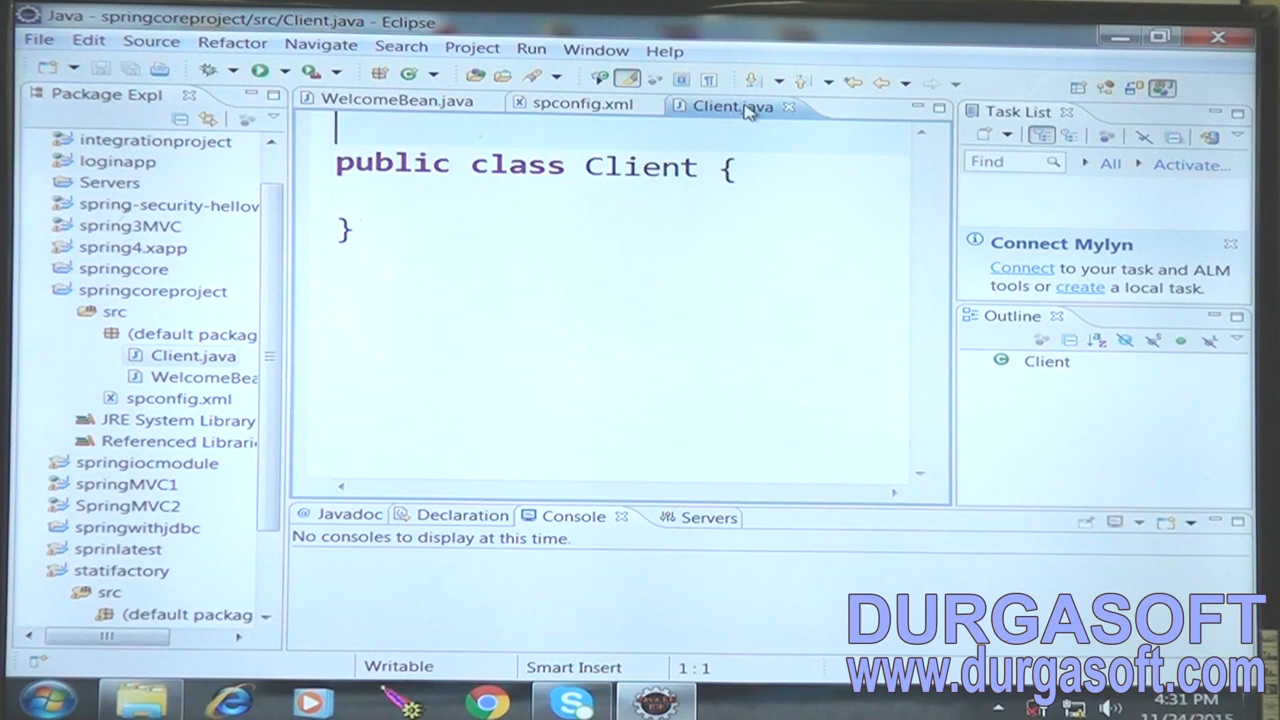 Java - springcoreproject/src/Client.java - Eclipse
File Edit Source Refactor Navigate Search Project Run Window Help
Package Expl
WelcomeBean.java
spconfig.xml
Client.java
Task List
integrationproject
loginapp
Servers
spring-security-hellov
spring3MVC
spring4.xapp
springcore
springcoreproject
src
(default packag
Client.java
WelcomeBea
spconfig.xml
JRE System Library
Referenced Librari
springiocmodule
springMVC1
SpringMVC2
springwithjdbc
sprinlatest
statifactory
src
(default packag
public class Client {
}
Find All Activate...
Connect Mylyn
Connect to your task and ALM
tools or create a local task.
Outline
Client
Javadoc Declaration Console Servers
No consoles to display at this time.
Writable Smart Insert 1 : 1
DURGASOFT
www.durgasoft.com
4:31 PM
11/24/2015